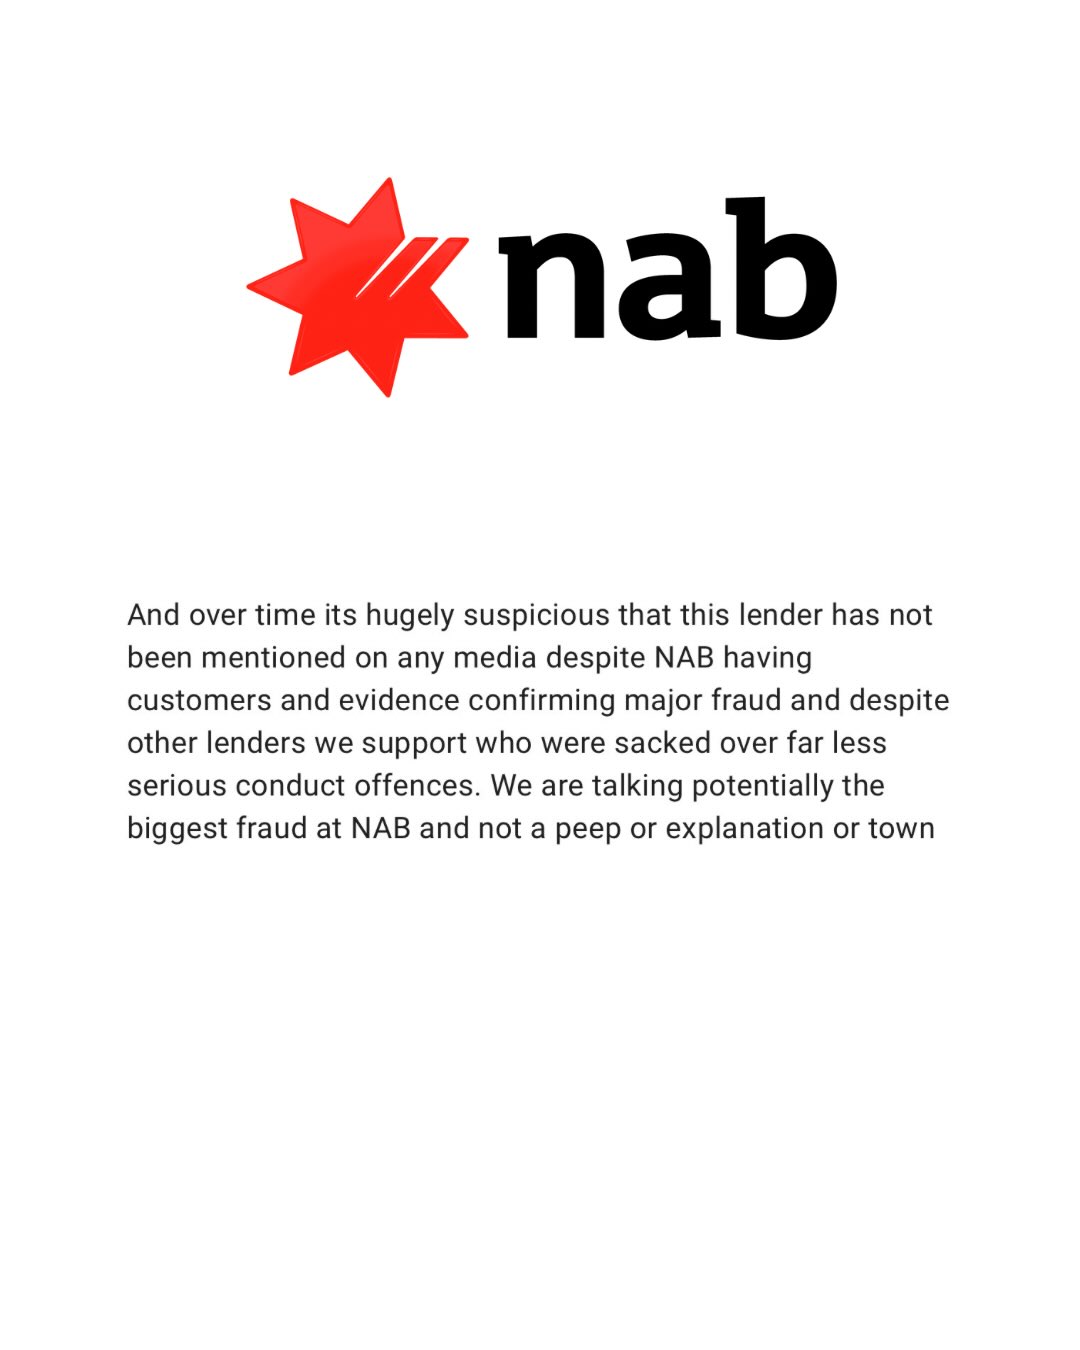 nab
And over time its hugely suspicious that this lender has not
been mentioned on any media despite NAB having
customers and evidence confirming major fraud and despite
other lenders we support who were sacked over far less
serious conduct offences. We are talking potentially the
biggest fraud at NAB and not a peep or explanation or town